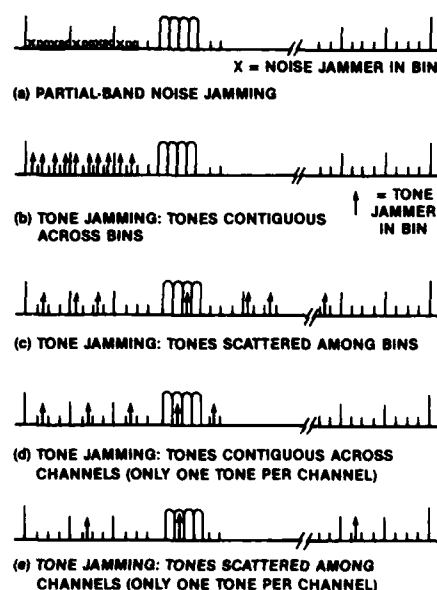 X = NOISE JAMMER IN BIN
(a) PARTIAL-BAND NOISE JAMMING
= TONE
JAMMER
IN BIN
(b) TONE JAMMING: TONES CONTIGUOUS
ACROSS BINS
(c) TONE JAMMING: TONES SCATTERED AMONG BINS
(d) TONE JAMMING: TONES CONTIGUOUS ACROSS
CHANNELS (ONLY ONE TONE PER CHANNEL)
(e) TONE JAMMING: TONES SCATTERED AMONG
CHANNELS (ONLY ONE TONE PER CHANNEL)